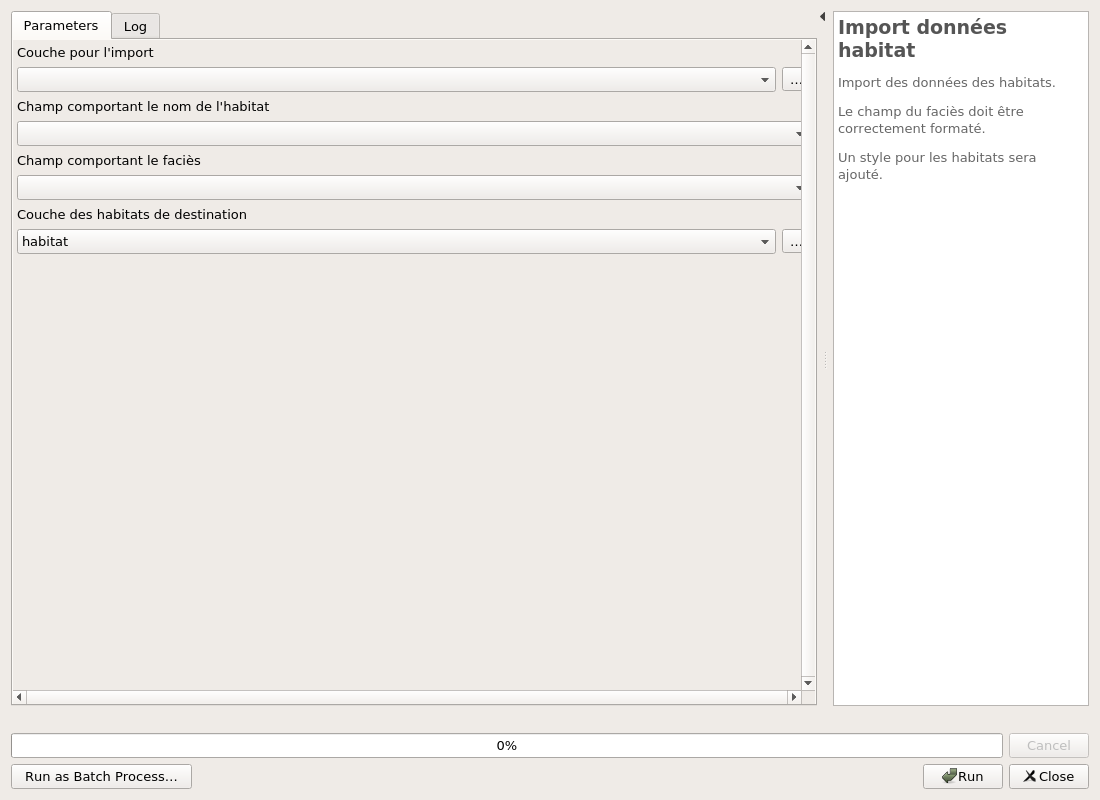 Parameters
Log
Couche pour l'import
...
Champ comportant le nom de l'habitat
Champ comportant le faciès
Couche des habitats de destination
habitat
...
Import données
habitat
Import des données des habitats.
Le champ du faciès doit être
correctement formaté.
Un style pour les habitats sera
ajouté.
0%
Cancel
Run as Batch Process...
Run
Close